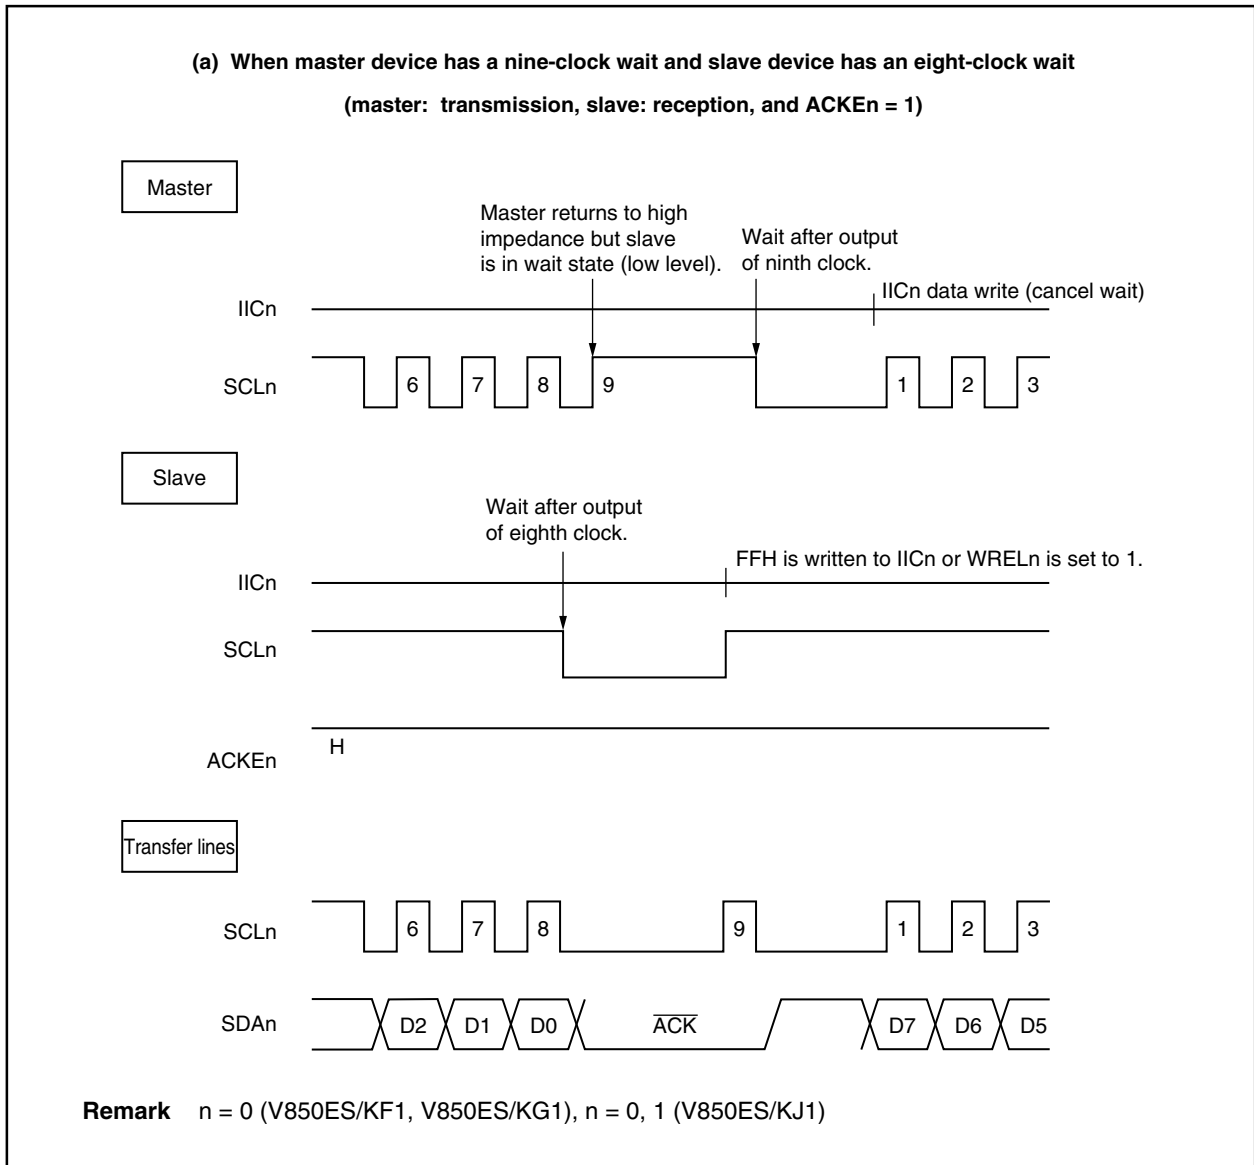 (a) When master device has a nine-clock wait and slave device has an eight-clock wait
(master: transmission, slave: reception, and ACKEn = 1)
Master
Master returns to high
impedance but slave
is in wait state (low level).
Wait after output
of ninth clock.
IICn data write (cancel wait)
IICn
SCLn
6 7 8 9 1 2 3
Slave
Wait after output
of eighth clock.
FFH is written to IICn or WRELn is set to 1.
IICn
SCLn
H
ACKEn
Transfer lines
SCLn
6 7 8 9 1 2 3
SDAn
D2 D1 D0 ACK D7 D6 D5
Remark n = 0 (V850ES/KF1, V850ES/KG1), n = 0, 1 (V850ES/KJ1)